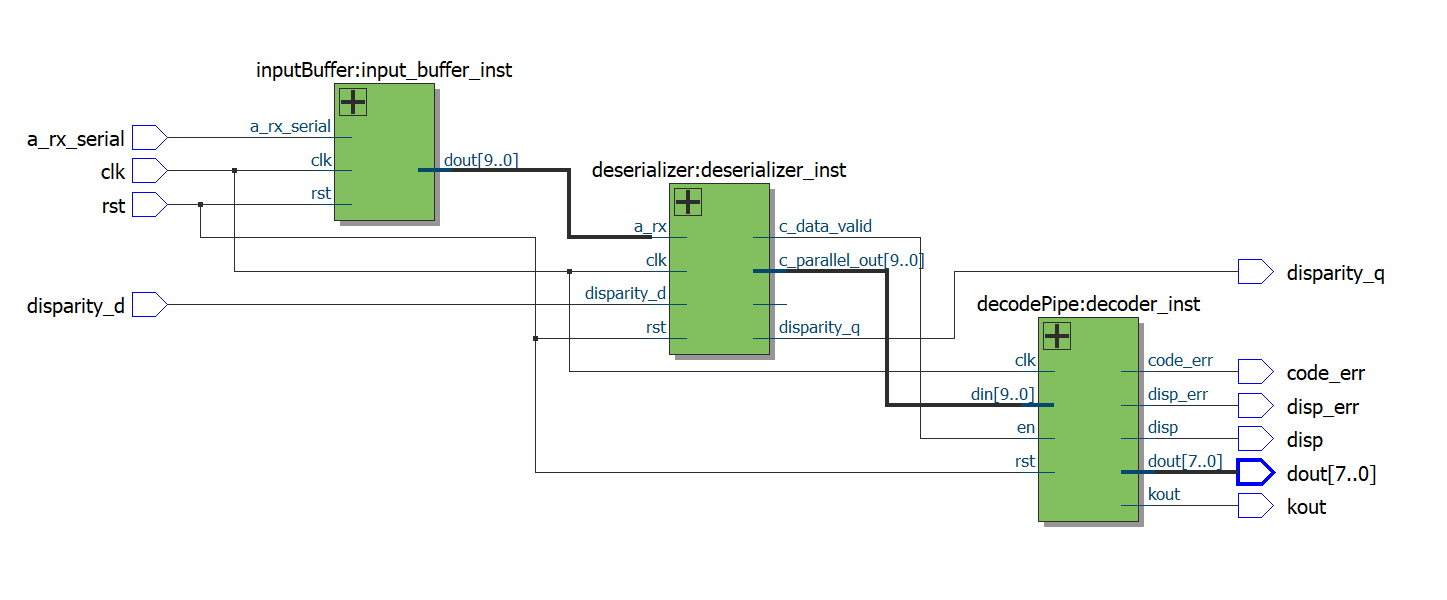 inputBuffer:input_buffer_inst
a_rx_serial
clk
rst
disparity_d
a_rx_serial
clk
rst
dout[9..0]
deserializer:deserializer_inst
a_rx
clk
disparity_d
rst
c_data_valid
c_parallel_out[9..0]
disparity_q
decodePipe:decoder_inst
clk
din[9..0]
en
rst
code_err
disp_err
disp
dout[7..0]
kout
disparity_q
code_err
disp_err
disp
dout[7..0]
kout